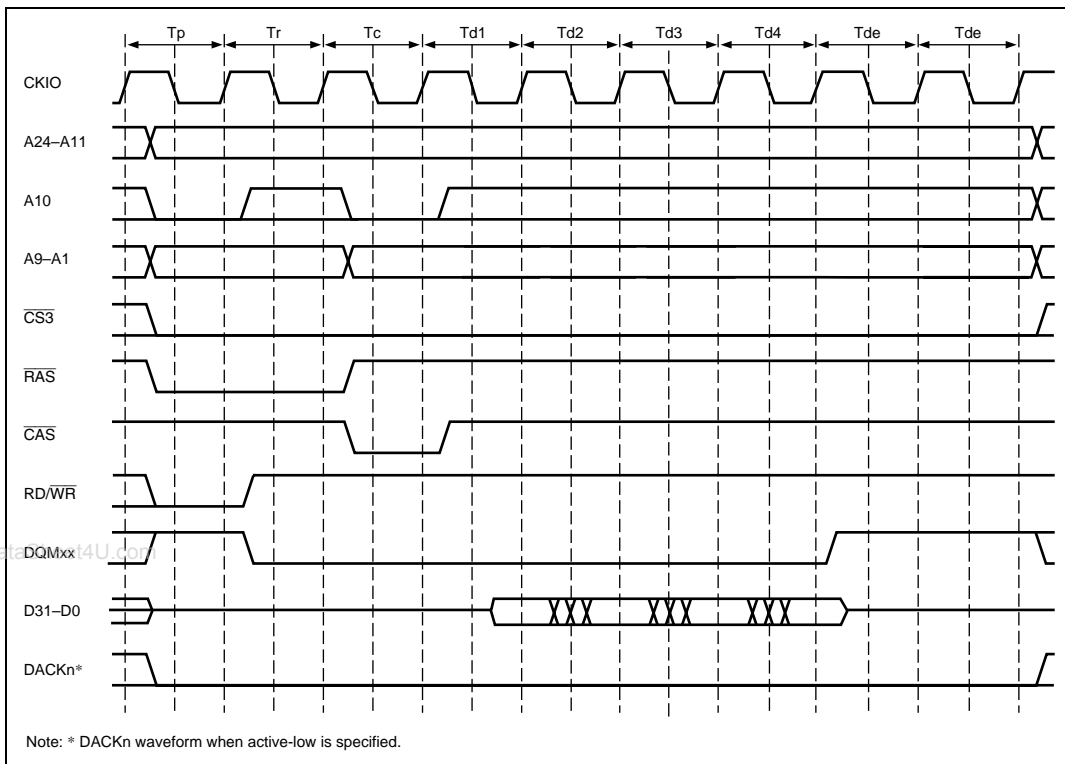 Tp Tr Tc Td1 Td2 Td3 Td4 Tde Tde
CKIO
A24–A11
A10
A9–A1
CS3
RAS
CAS
RD/WR
DQMxx
D31–D0
DACKn*
Note: * DACKn waveform when active-low is specified.